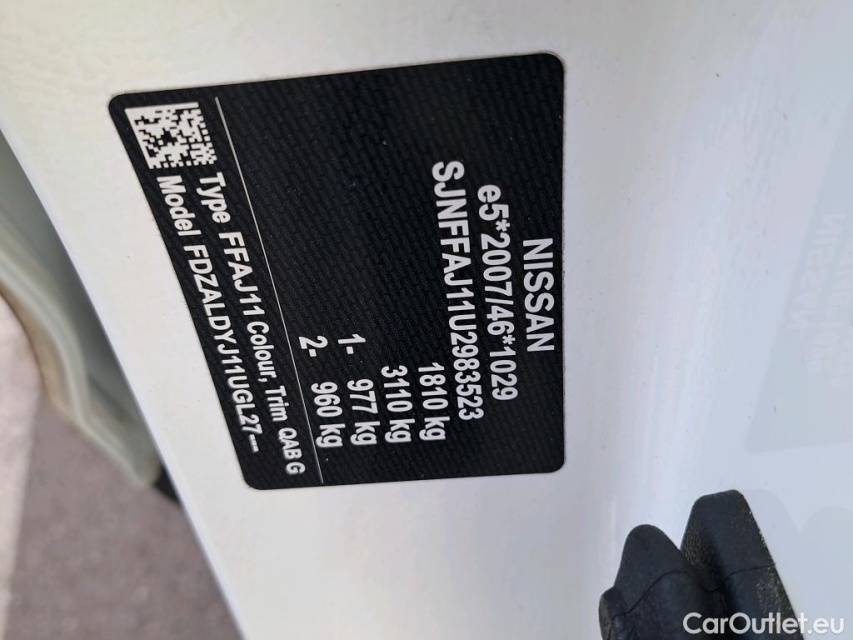 NISSAN
e5*2007/46*1029
SJNFFAJ11U2983523
1810 kg
3110 kg
1- 977 kg
2- 960 kg
Type FFAJ11 Colour, Trim QAB G
Model FDZALDYJ11UGL27----
CarOutlet.eu